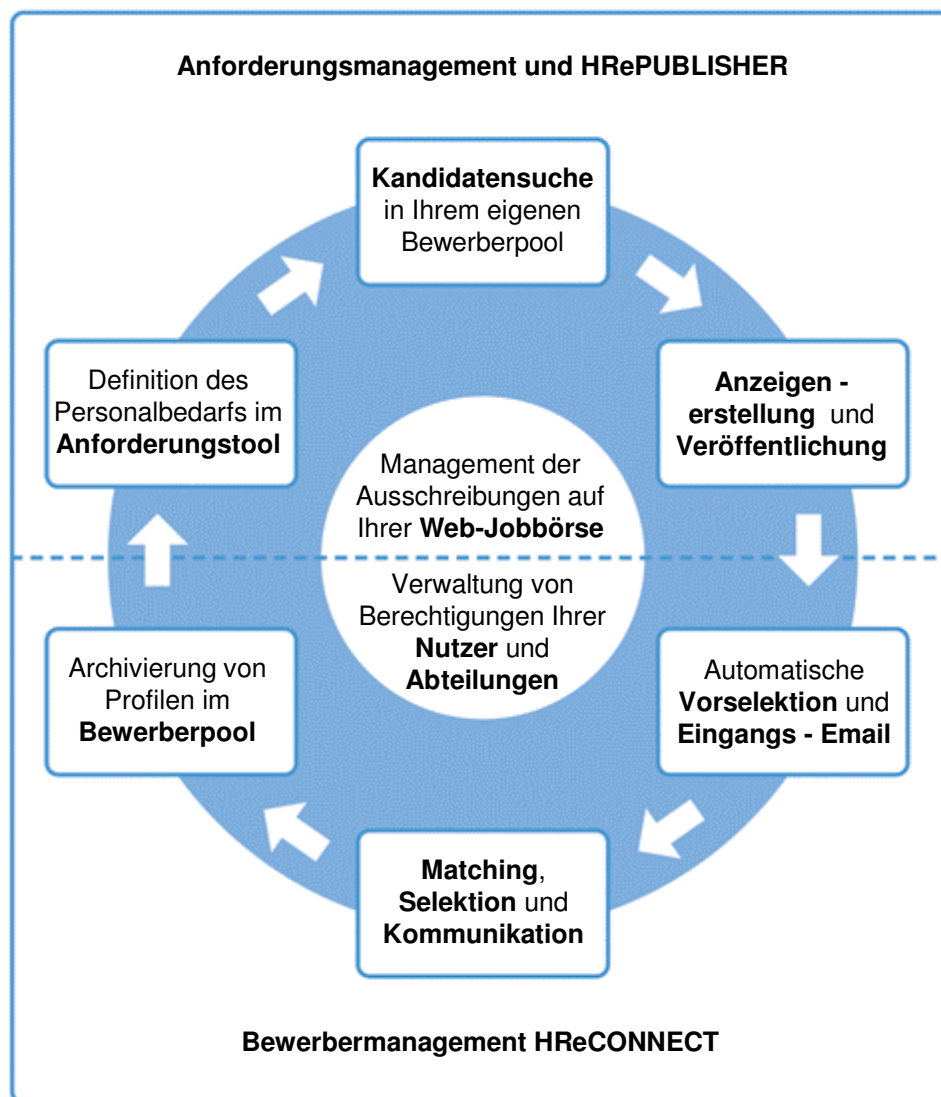 Anforderungsmanagement und HRePUBLISHER
Kandidatensuche
in Ihrem eigenen
Bewerberpool
Definition des
Personalbedarfs im
Anforderungstool
Anzeigen -
erstellung und
Veröffentlichung
Management der
Ausschreibungen auf
Ihrer Web-Jobbörse
Verwaltung von
Berechtigungen Ihrer
Nutzer und
Abteilungen
Archivierung von
Profilen im
Bewerberpool
Automatische
Vorselektion und
Eingangs - Email
Matching,
Selektion und
Kommunikation
Bewerbermanagement HReCONNECT